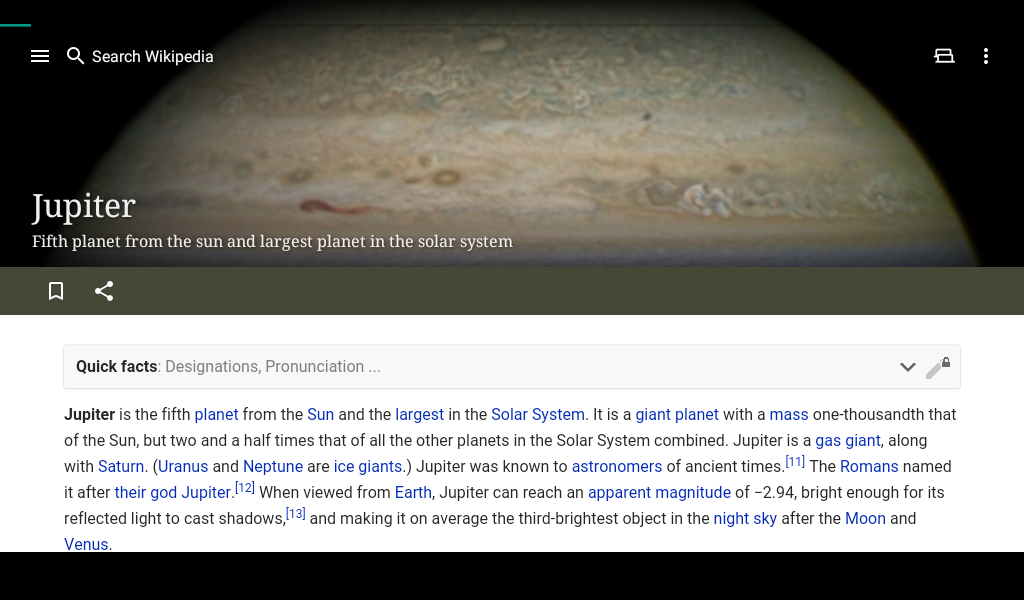 Search Wikipedia
Jupiter
Fifth planet from the sun and largest planet in the solar system
Quick facts: Designations, Pronunciation ...
Jupiter is the fifth planet from the Sun and the largest in the Solar System. It is a giant planet with a mass one-thousandth that
of the Sun, but two and a half times that of all the other planets in the Solar System combined. Jupiter is a gas giant, along
with Saturn. (Uranus and Neptune are ice giants.) Jupiter was known to astronomers of ancient times.[11] The Romans named
it after their god Jupiter.[12] When viewed from Earth, Jupiter can reach an apparent magnitude of −2.94, bright enough for its
reflected light to cast shadows,[13] and making it on average the third-brightest object in the night sky after the Moon and
Venus.